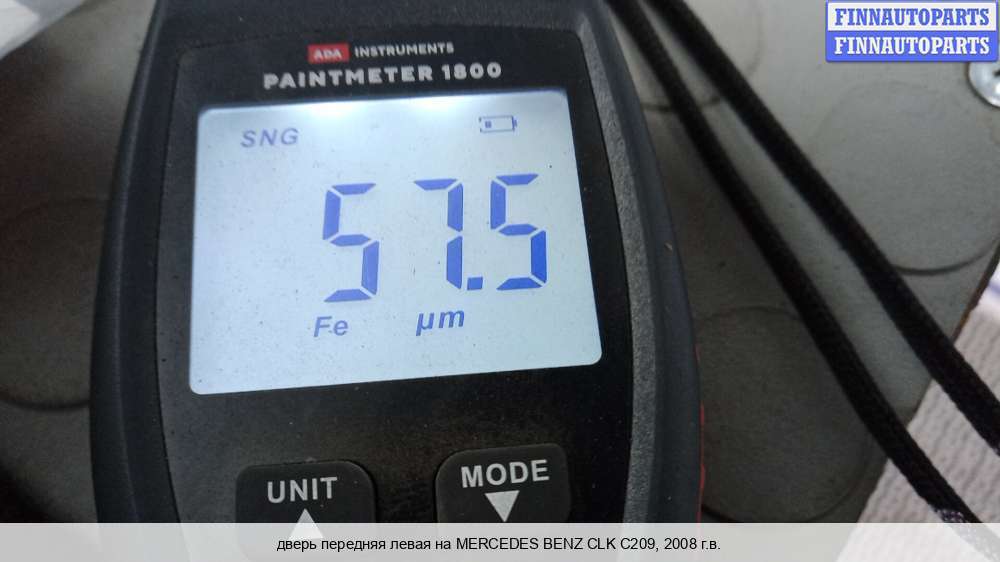 FINNAUTOPARTS
FINNAUTOPARTS
ADA INSTRUMENTS
PAINTMETER 1800
SNG
57.5
Fe µm
UNIT
MODE
дверь передняя левая на MERCEDES BENZ CLK C209, 2008 г.в.